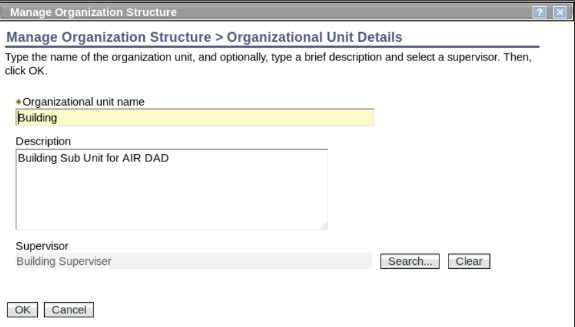 Manage Organization Structure
? x
Manage Organization Structure > Organizational Unit Details
Type the name of the organization unit, and optionally, type a brief description and select a supervisor. Then,
click OK.
*Organizational unit name
Building
Description
Building Sub Unit for AIR DAD
Supervisor
Building Superviser Search... Clear
OK Cancel